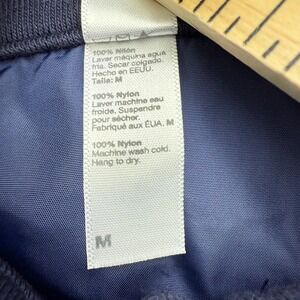 100% Nilón
Lavar máquina agua
fria. Secar colgado.
Hecho en EEUU.
Talla: M
100% Nylon
Laver machine eau
froide. Suspendre
pour sécher.
Fabriqué aux ÉUA. M
100% Nylon
Machine wash cold.
Hang to dry.
M